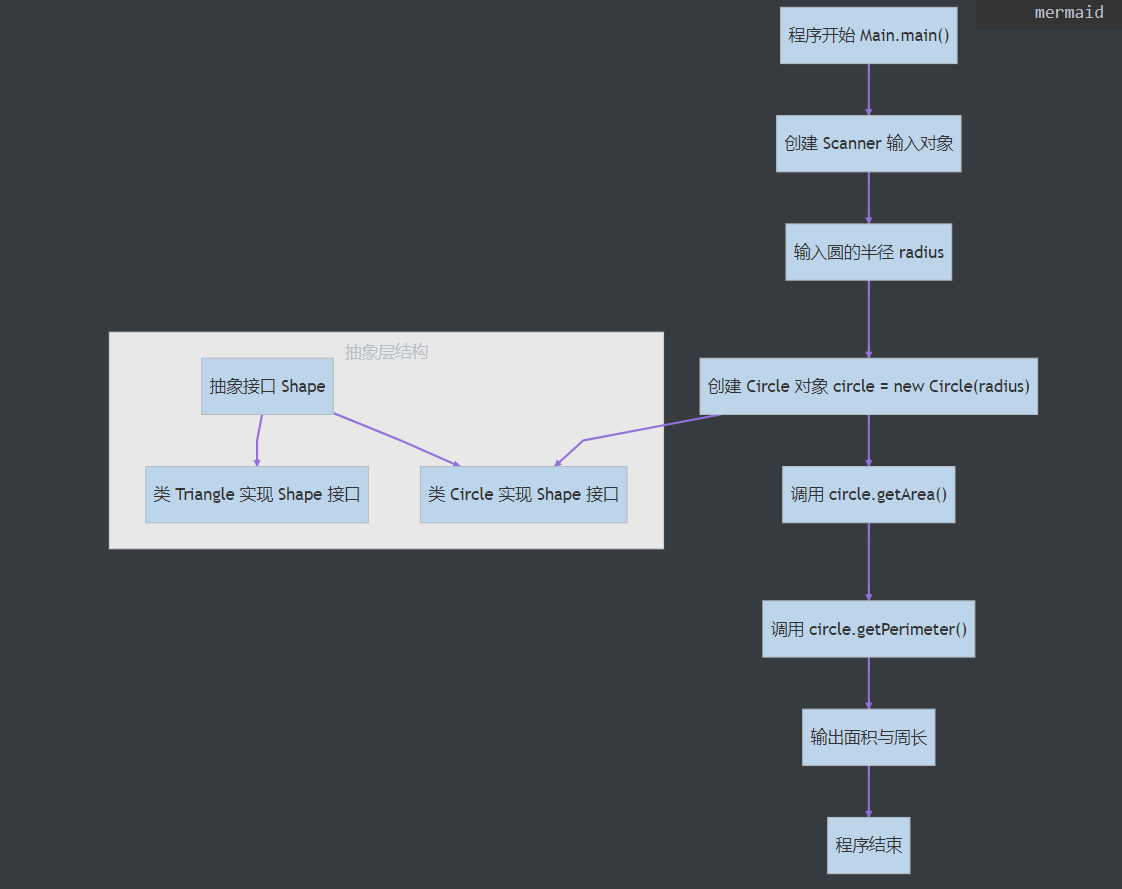 mermaid
程序开始 Main.main()
创建 Scanner 输入对象
输入圆的半径 radius
抽象层结构
抽象接口 Shape
创建 Circle 对象 circle = new Circle(radius)
类 Triangle 实现 Shape 接口
类 Circle 实现 Shape 接口
调用 circle.getArea()
调用 circle.getPerimeter()
输出面积与周长
程序结束